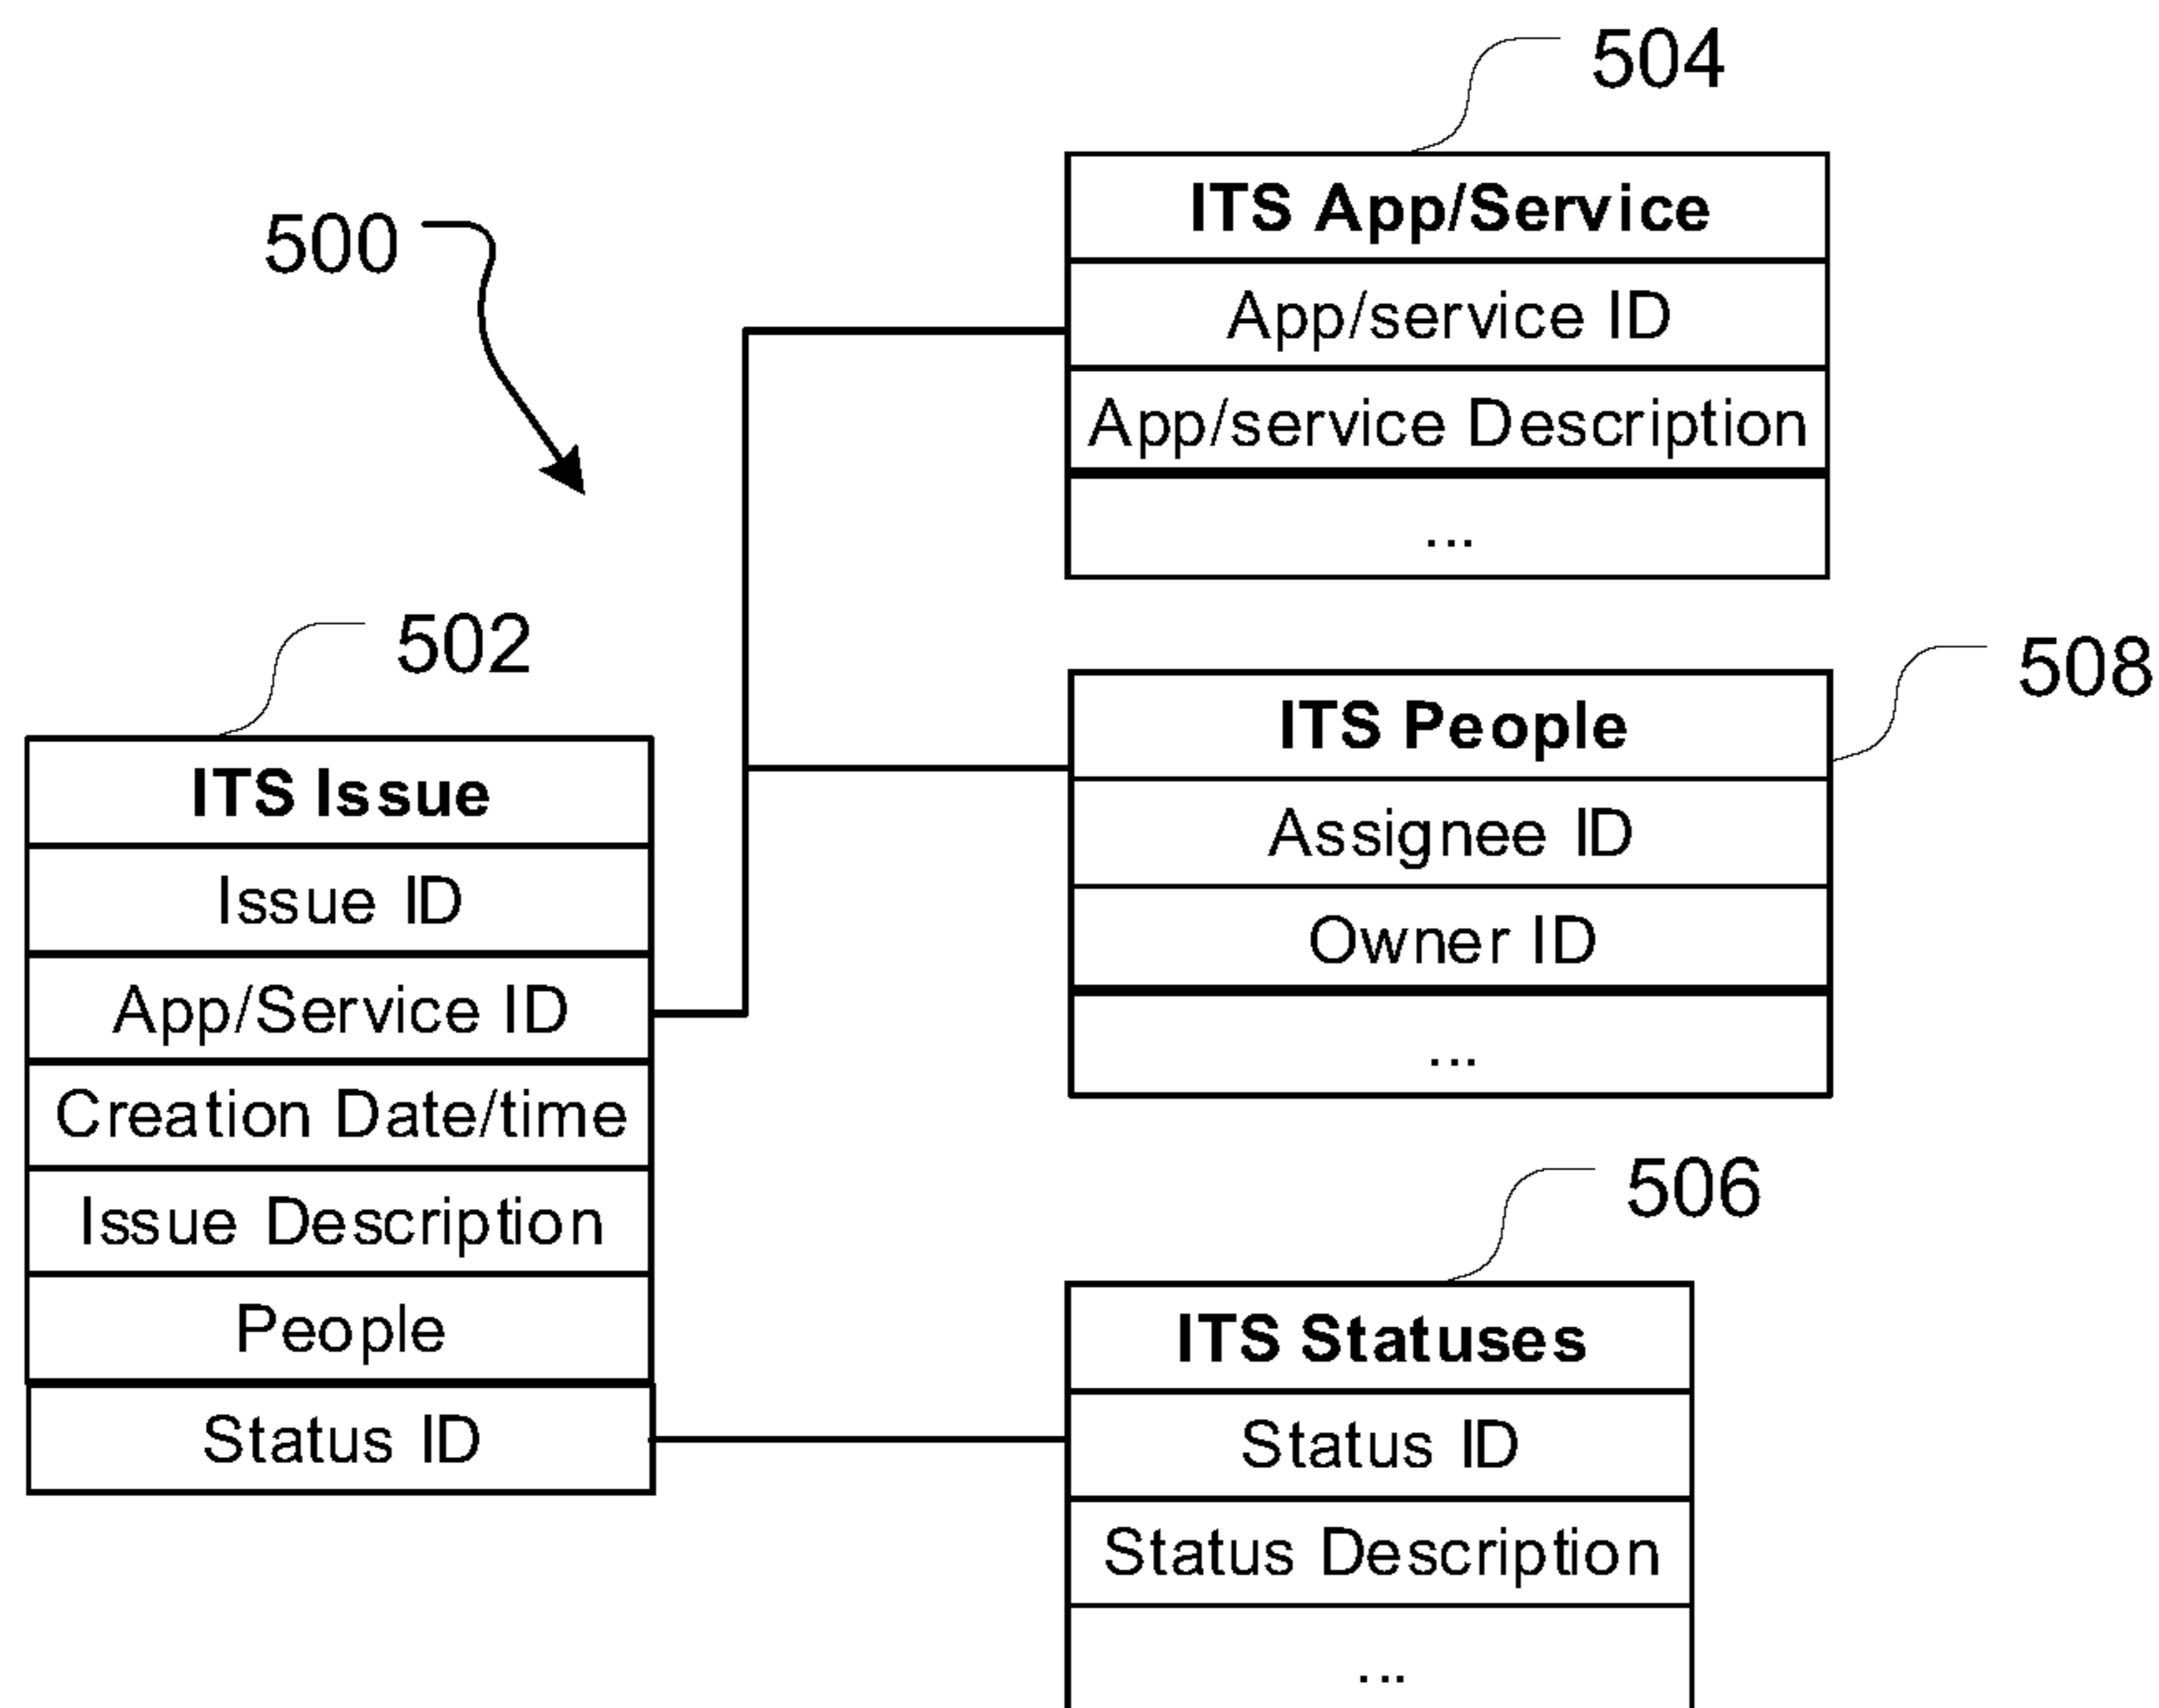 504
ITS App/Service
App/service ID
App/service Description
...
500
502
ITS Issue
Issue ID
App/Service ID
Creation Date/time
Issue Description
People
Status ID
508
ITS People
Assignee ID
Owner ID
...
506
ITS Statuses
Status ID
Status Description
...